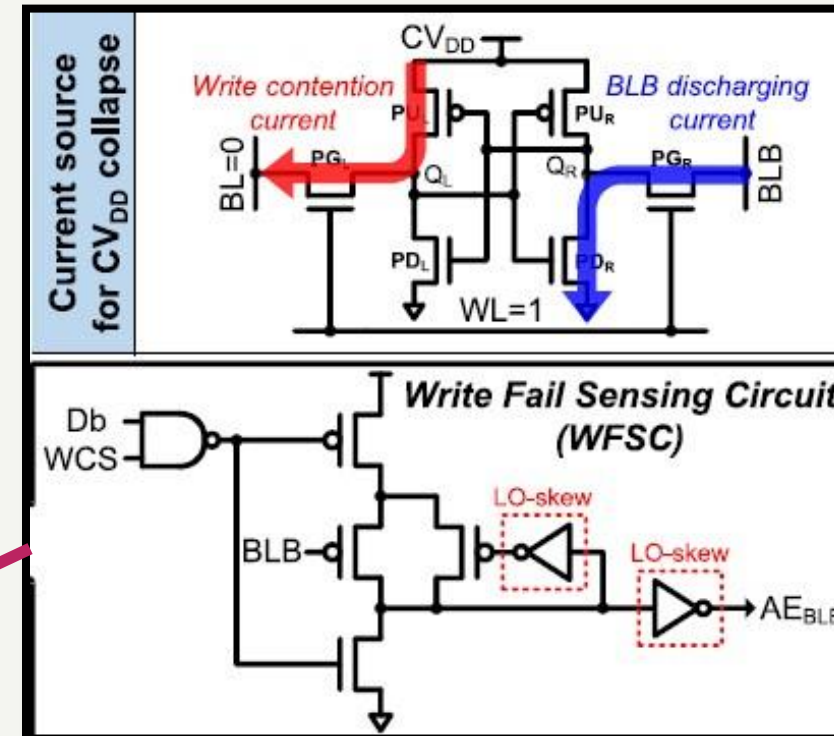 Current source
for CVDD collapse
CVDD
Write contention
current
BLB discharging
current
PUL
PUR
BL=0
PGL
QL
QR
PGR
BLB
PDL
PDR
WL=1
Write Fail Sensing Circuit
(WFSC)
Db
WCS
LO-skew
BLB
LO-skew
AEBLB